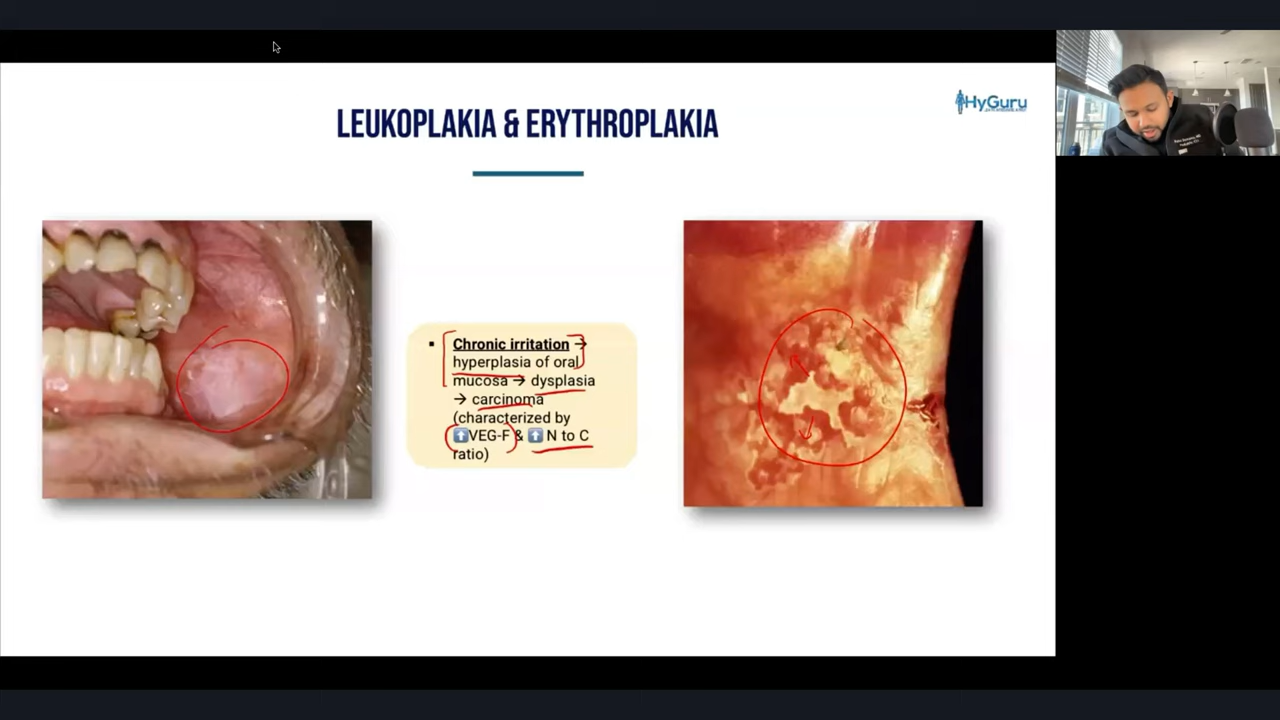 HyGuru
LEUKOPLAKIA & ERYTHROPLAKIA
▪ Chronic irritation →
hyperplasia of oral
mucosa → dysplasia
→ carcinoma
(characterized by
⬆VEG-F & ⬆ N to C
ratio)